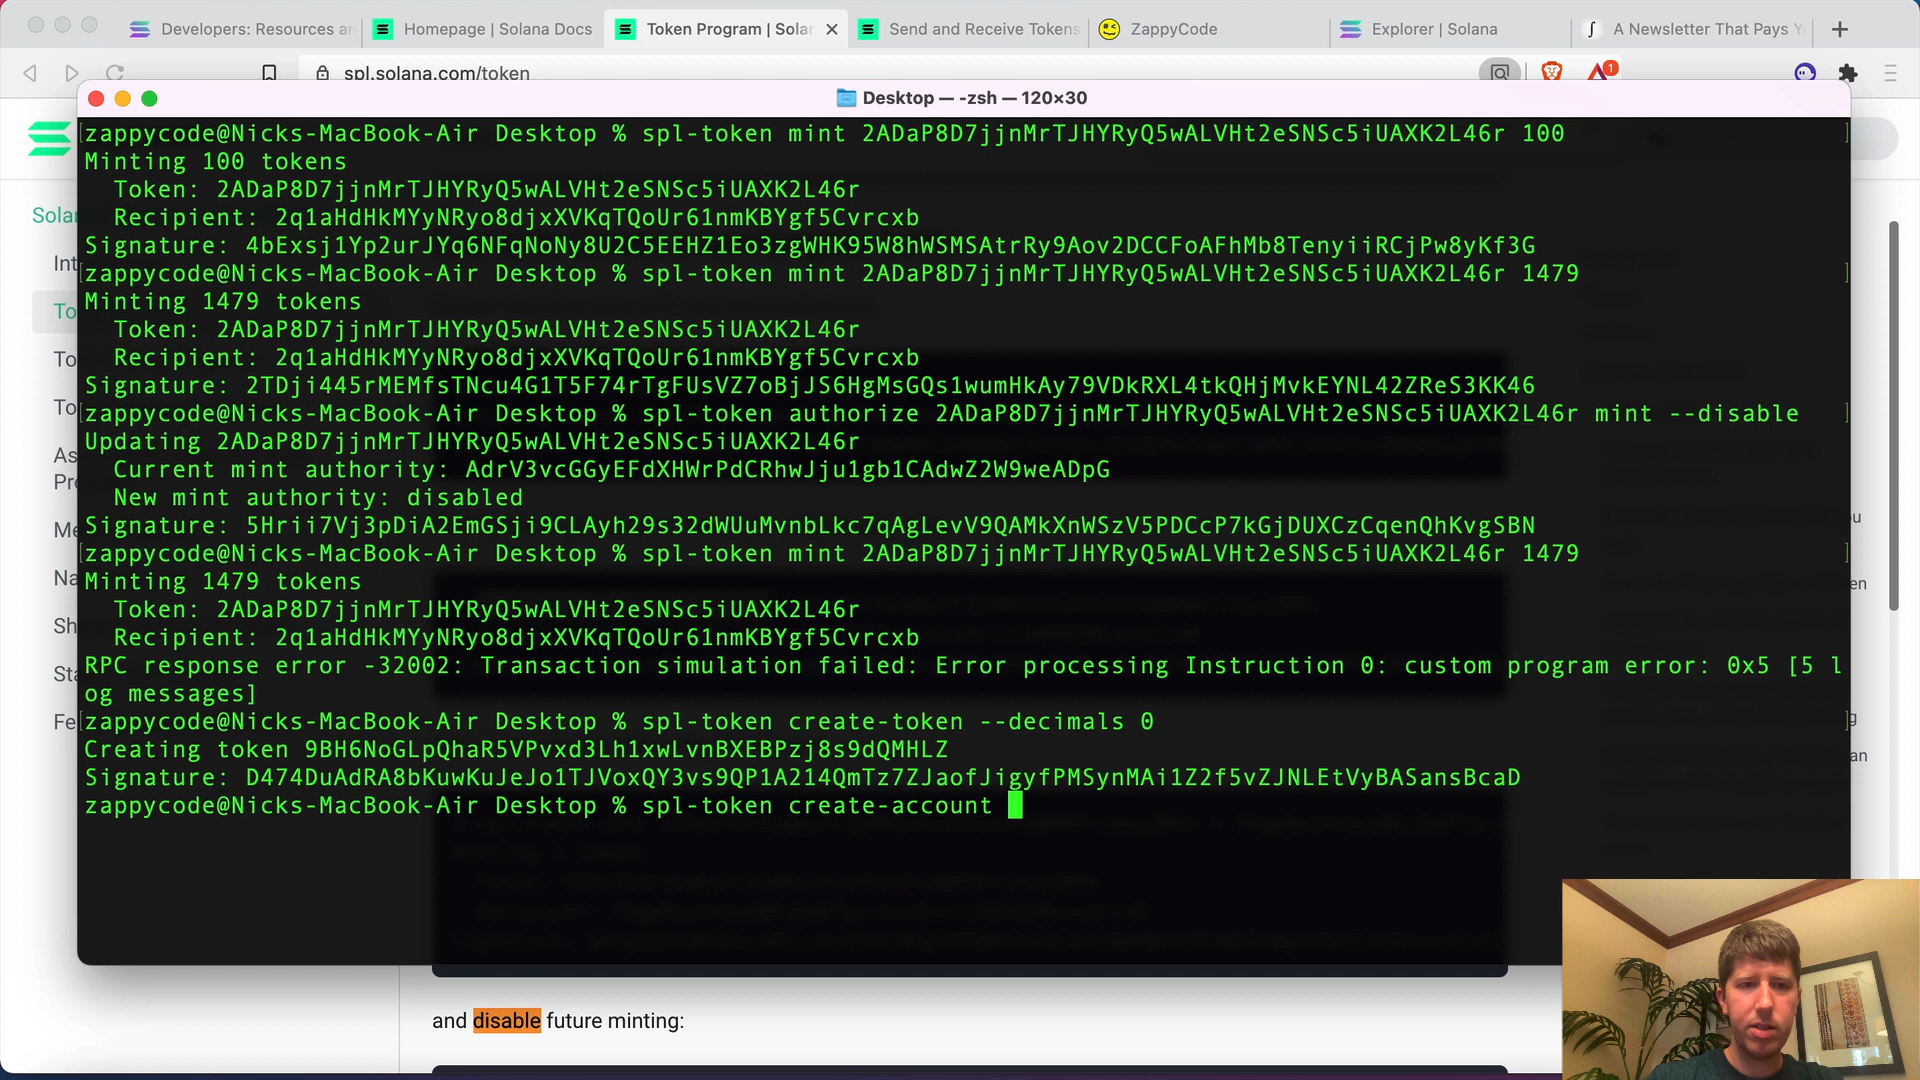 Developers: Resources an
Homepage | Solana Docs
Token Program | Solan
Send and Receive Tokens
ZappyCode
Explorer | Solana
A Newsletter That Pays Y
spl.solana.com/token
1
Desktop — -zsh — 120×30
zappycode@Nicks-MacBook-Air Desktop % spl-token mint 2ADaP8D7jjnMrTJHYRyQ5wALVHt2eSNSc5iUAXK2L46r 100
Minting 100 tokens
Token: 2ADaP8D7jjnMrTJHYRyQ5wALVHt2eSNSc5iUAXK2L46r
Recipient: 2q1aHdHkMYyNRyo8djxXVKqTQoUr61nmKBYgf5Cvrcxb
Signature: 4bExsj1Yp2urJYq6NFqNoNy8U2C5EEHZ1Eo3zgWHK95W8hWSMSAtrRy9Aov2DCCFoAFhMb8TenyiiRCjPw8yKf3G
zappycode@Nicks-MacBook-Air Desktop % spl-token mint 2ADaP8D7jjnMrTJHYRyQ5wALVHt2eSNSc5iUAXK2L46r 1479
Minting 1479 tokens
Token: 2ADaP8D7jjnMrTJHYRyQ5wALVHt2eSNSc5iUAXK2L46r
Recipient: 2q1aHdHkMYyNRyo8djxXVKqTQoUr61nmKBYgf5Cvrcxb
Signature: 2TDji445rMEMfsTNcu4G1T5F74rTgFUsVZ7oBjJS6HgMsGQs1wumHkAy79VDkRXL4tkQHjMvkEYNL42ZReS3KK46
zappycode@Nicks-MacBook-Air Desktop % spl-token authorize 2ADaP8D7jjnMrTJHYRyQ5wALVHt2eSNSc5iUAXK2L46r mint --disable
Updating 2ADaP8D7jjnMrTJHYRyQ5wALVHt2eSNSc5iUAXK2L46r
Current mint authority: AdrV3vcGGyEFdXHWrPdCRhwJju1gb1CAdwZ2W9weADpG
New mint authority: disabled
Signature: 5Hrii7Vj3pDiA2EmGSji9CLAyh29s32dWUuMvnbLkc7qAgLevV9QAMkXnWSzV5PDCcP7kGjDUXCzCqenQhKvgSBN
zappycode@Nicks-MacBook-Air Desktop % spl-token mint 2ADaP8D7jjnMrTJHYRyQ5wALVHt2eSNSc5iUAXK2L46r 1479
Minting 1479 tokens
Token: 2ADaP8D7jjnMrTJHYRyQ5wALVHt2eSNSc5iUAXK2L46r
Recipient: 2q1aHdHkMYyNRyo8djxXVKqTQoUr61nmKBYgf5Cvrcxb
RPC response error -32002: Transaction simulation failed: Error processing Instruction 0: custom program error: 0x5 [5 l
og messages]
zappycode@Nicks-MacBook-Air Desktop % spl-token create-token --decimals 0
Creating token 9BH6NoGLpQhaR5VPvxd3Lh1xwLvnBXEBPzj8s9dQMHLZ
Signature: D474DuAdRA8bKuwKuJeJo1TJVoxQY3vs9QP1A214QmTz7ZJaofJigyfPMSynMAi1Z2f5vZJNLEtVyBASansBcaD
zappycode@Nicks-MacBook-Air Desktop % spl-token create-account
and disable future minting: